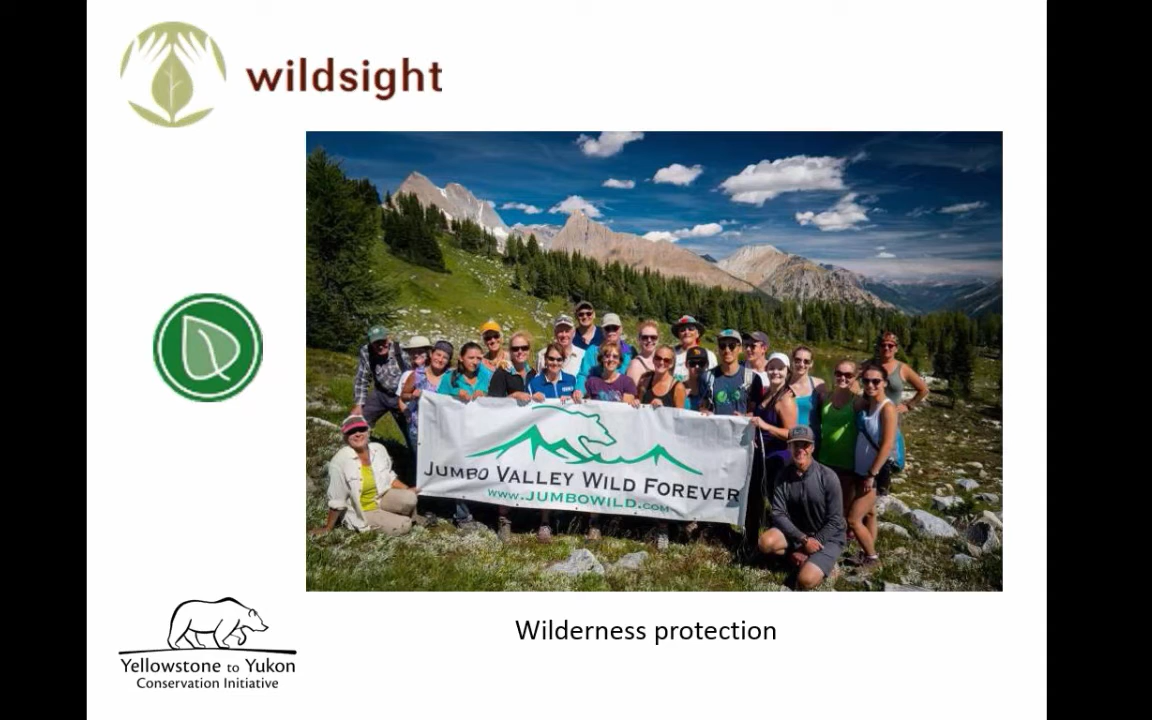 wildsight
JUMBO VALLEY WILD FOREVER
www.JUMBOWILD.com
Wilderness protection
Yellowstone to Yukon
Conservation Initiative